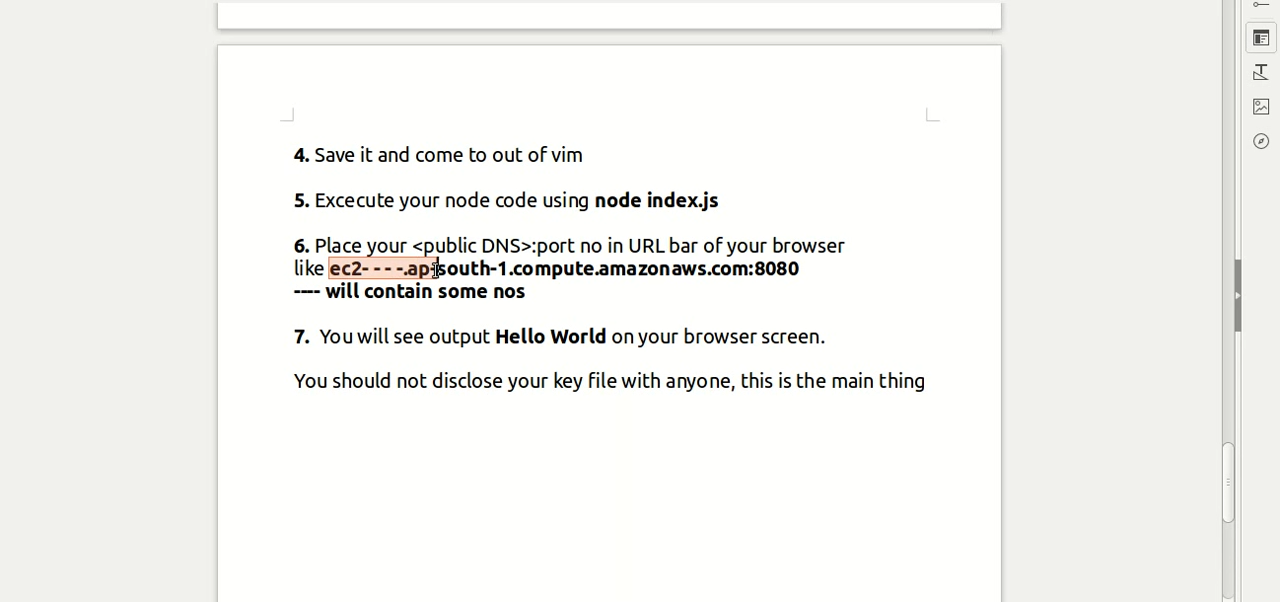 4. Save it and come to out of vim
5. Excecute your node code using node index.js
6. Place your <public DNS>:port no in URL bar of your browser
like ec2- - - -.ap-south-1.compute.amazonaws.com:8080
---- will contain some nos
7.  You will see output Hello World on your browser screen.
You should not disclose your key file with anyone, this is the main thing